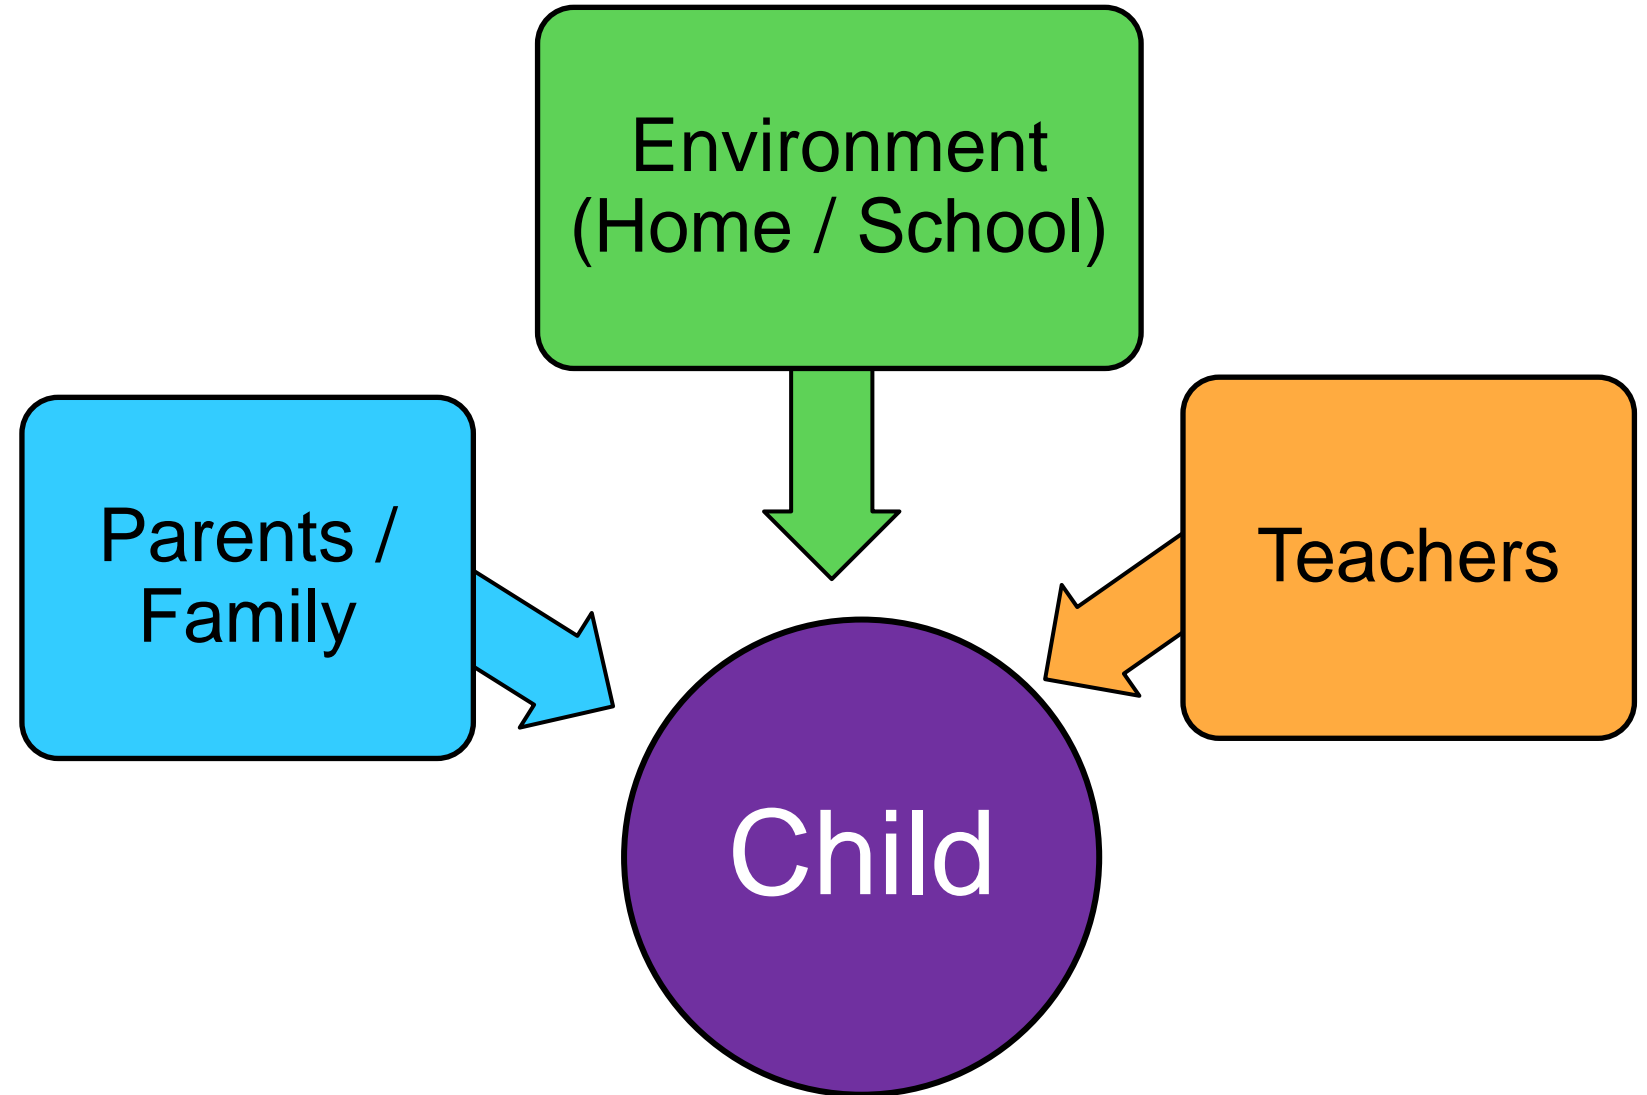 Environment
(Home / School)
Parents /
Family
Teachers
Child